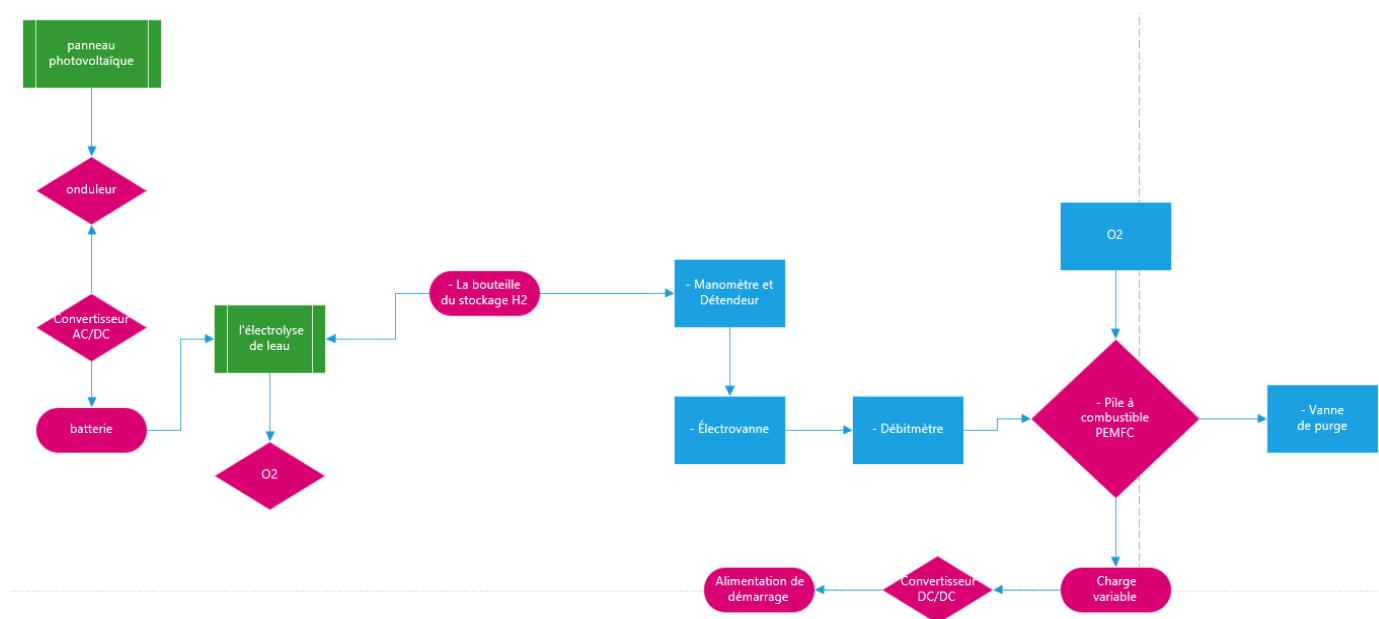 panneau
photovoltaïque
onduleur
Convertisseur
AC/DC
batterie
l'électrolyse
de leau
O2
- La bouteille
du stockage H2
- Manomètre et
Détendeur
- Électrovanne
- Débitmètre
O2
- Pile à
combustible
PEMFC
- Vanne
de purge
Charge
variable
Convertisseur
DC/DC
Alimentation de
démarrage